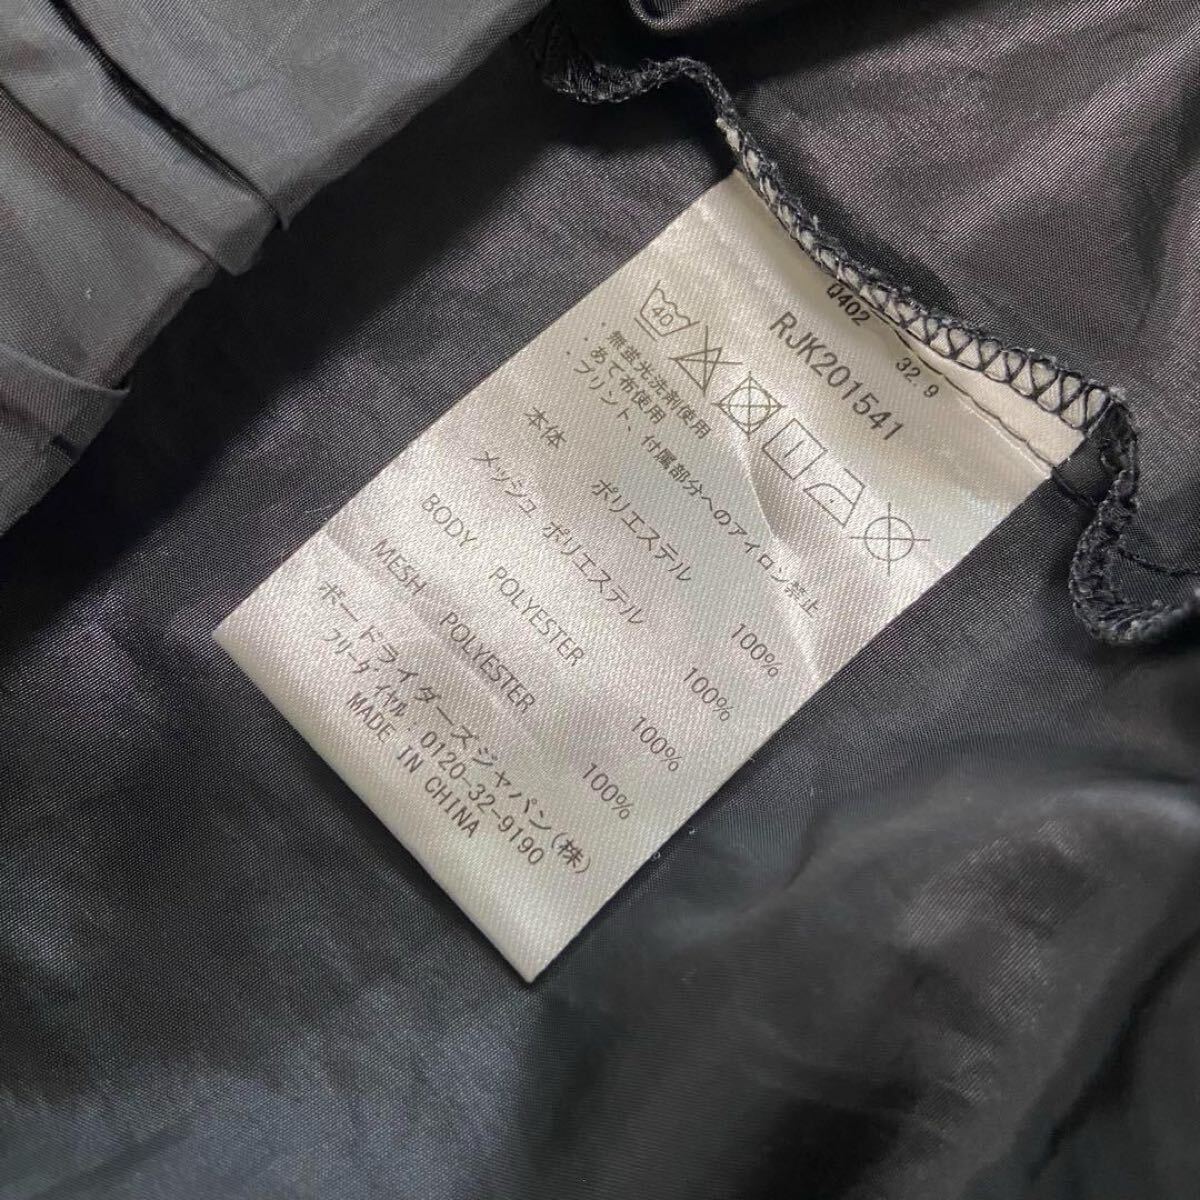 Q402 32.9
RJK201541
40
・無蛍光洗剤使用
・あて布使用
・プリント、付属部分へのアイロン禁止
本体 ポリエステル 100%
メッシュ ポリエステル 100%
BODY POLYESTER 100%
MESH POLYESTER 100%
ボードライダーズジャパン(株)
フリーダイヤル:0120-32-9190
MADE IN CHINA